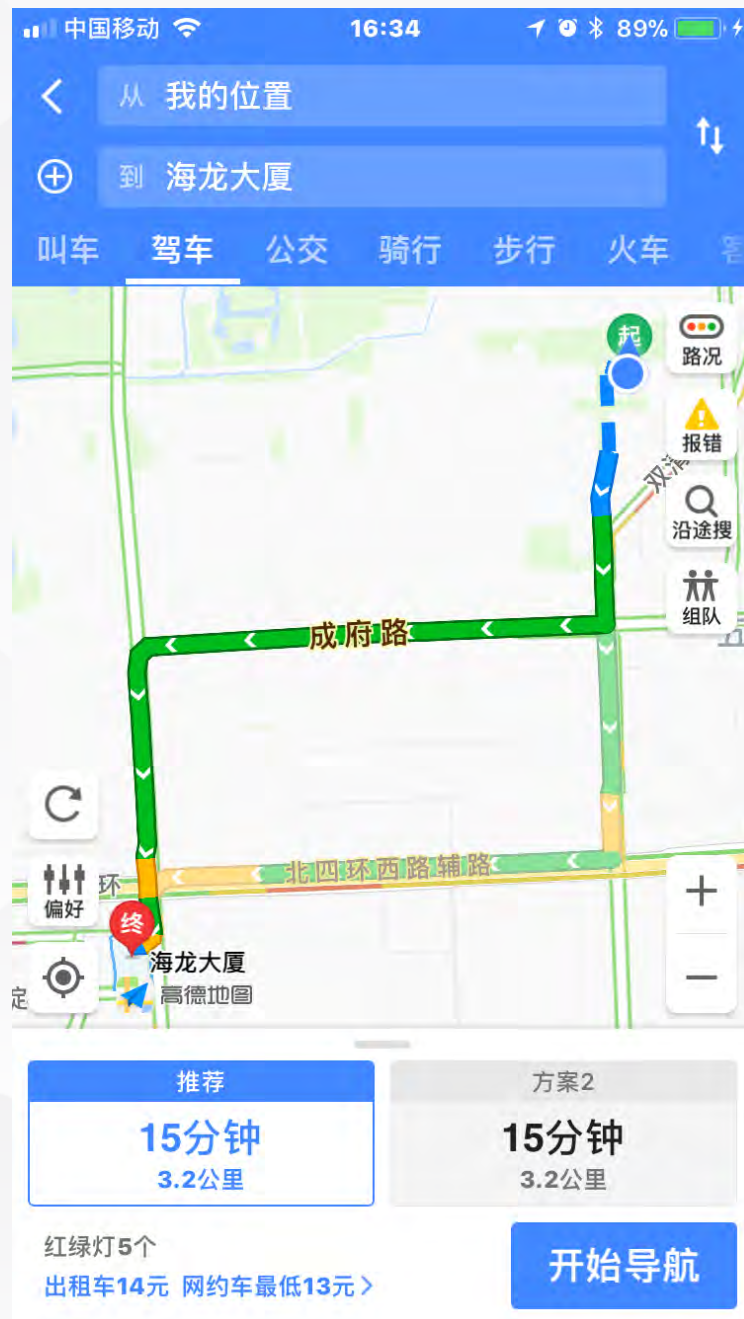 中国移动 16:34 89%
从 我的位置
到 海龙大厦
叫车 驾车 公交 骑行 步行 火车
起
路况
报错
双清
沿途搜
组队
成府路
五
北四环西路辅路
环
偏好
终
海龙大厦
高德地图
推荐 方案2
15分钟 15分钟
3.2公里 3.2公里
红绿灯5个
出租车14元 网约车最低13元
开始导航